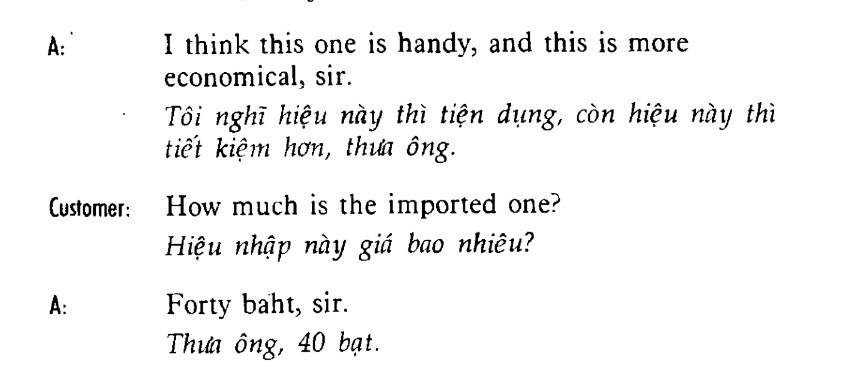 A: I think this one is handy, and this is more
economical, sir.
Tôi nghĩ hiệu này thì tiện dụng, còn hiệu này thì
tiết kiệm hơn, thưa ông.
Customer: How much is the imported one?
Hiệu nhập này giá bao nhiêu?
A: Forty baht, sir.
Thưa ông, 40 bạt.